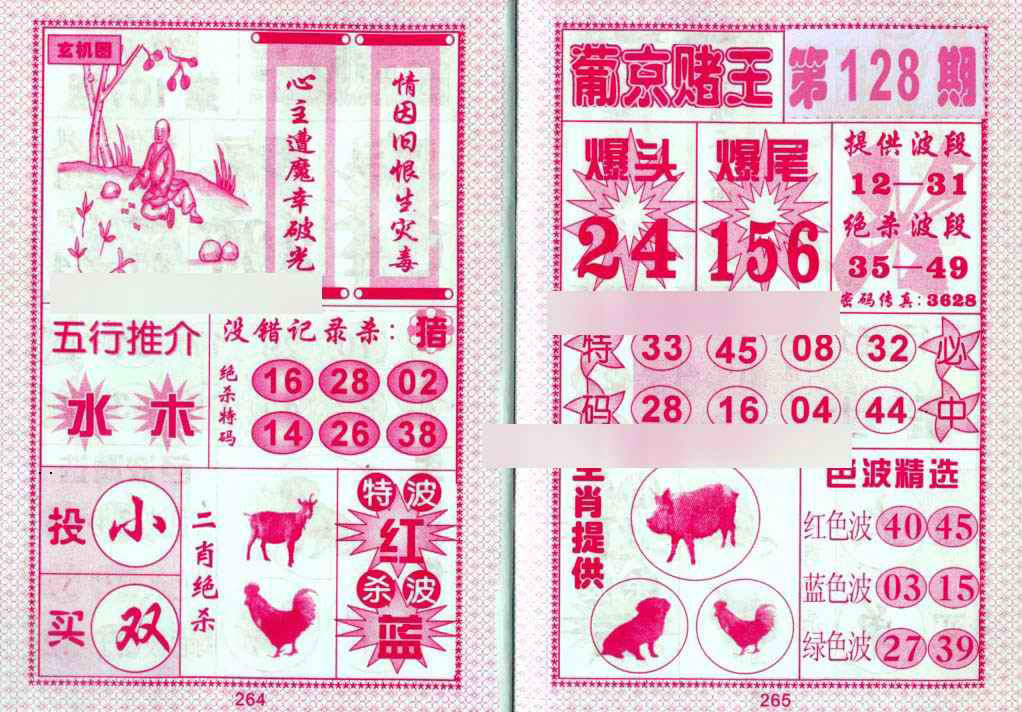 玄机图
情因旧恨生灾毒
心主遭魔幸破光
五行推介
水 木
没错记录杀：猪
绝杀特码
16 28 02
14 26 38
投 小
买 双
二肖绝杀
特波
红
杀波
蓝
264
葡京赌王 第128期
爆头
24
爆尾
156
提供波段
12—31
绝杀波段
35—49
密码传真：3628
特码
33 45 08 32
28 16 04 44
必中
生肖提供
色波精选
红色波 40 45
蓝色波 03 15
绿色波 27 39
265